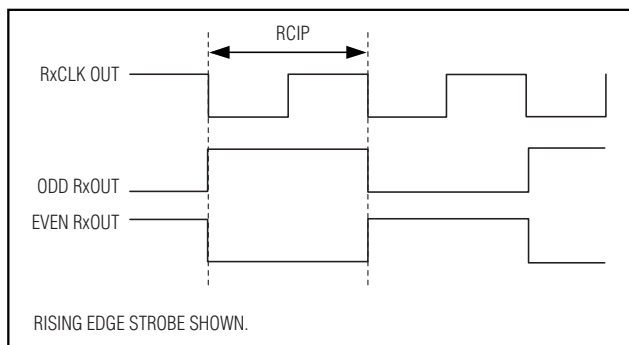 RCIP
RxCLK OUT
ODD RxOUT
EVEN RxOUT
RISING EDGE STROBE SHOWN.